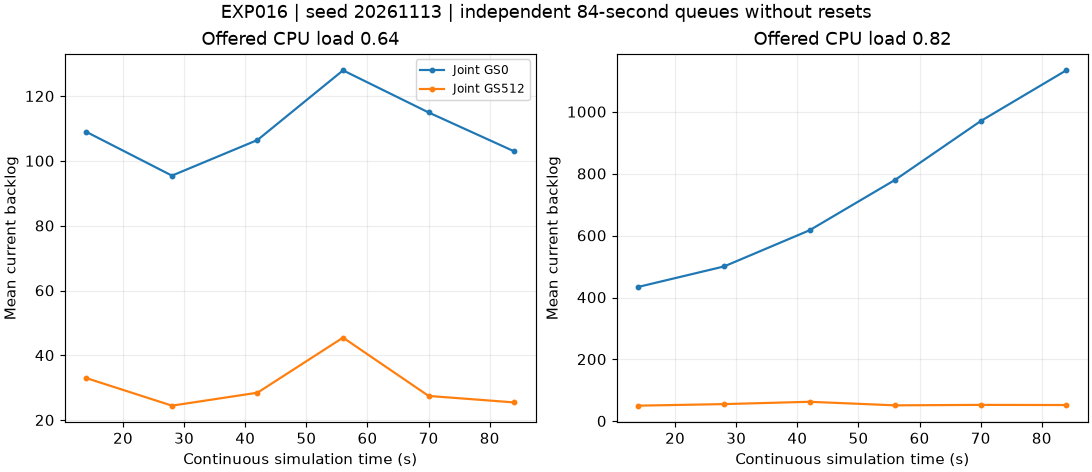 EXP016 | seed 20261113 | independent 84-second queues without resets
Offered CPU load 0.64
Mean current backlog
120
100
80
60
40
20
Joint GS0
Joint GS512
20 30 40 50 60 70 80
Continuous simulation time (s)
Offered CPU load 0.82
Mean current backlog
1000
800
600
400
200
0
20 30 40 50 60 70 80
Continuous simulation time (s)